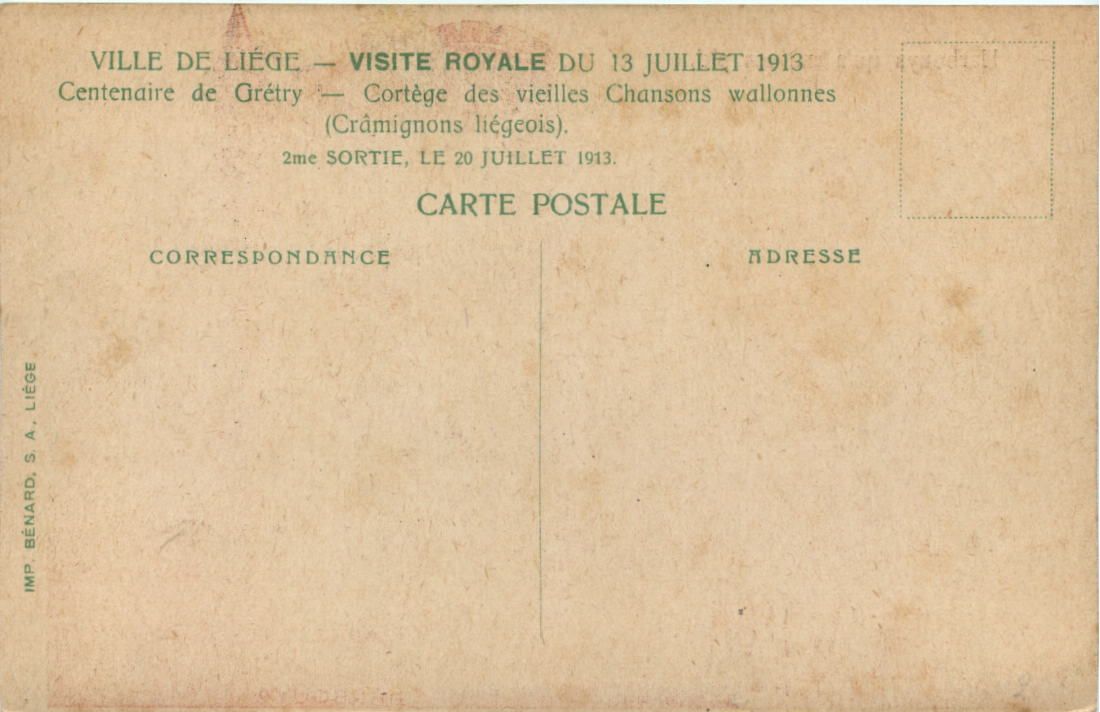 VILLE DE LIÉGE — VISITE ROYALE DU 13 JUILLET 1913
Centenaire de Grétry — Cortège des vieilles Chansons wallonnes
(Crâmignons liégeois).
2me SORTIE, LE 20 JUILLET 1913.
CARTE POSTALE
CORRESPONDANCE
ADRESSE
IMP. BÉNARD, S. A., LIÉGE